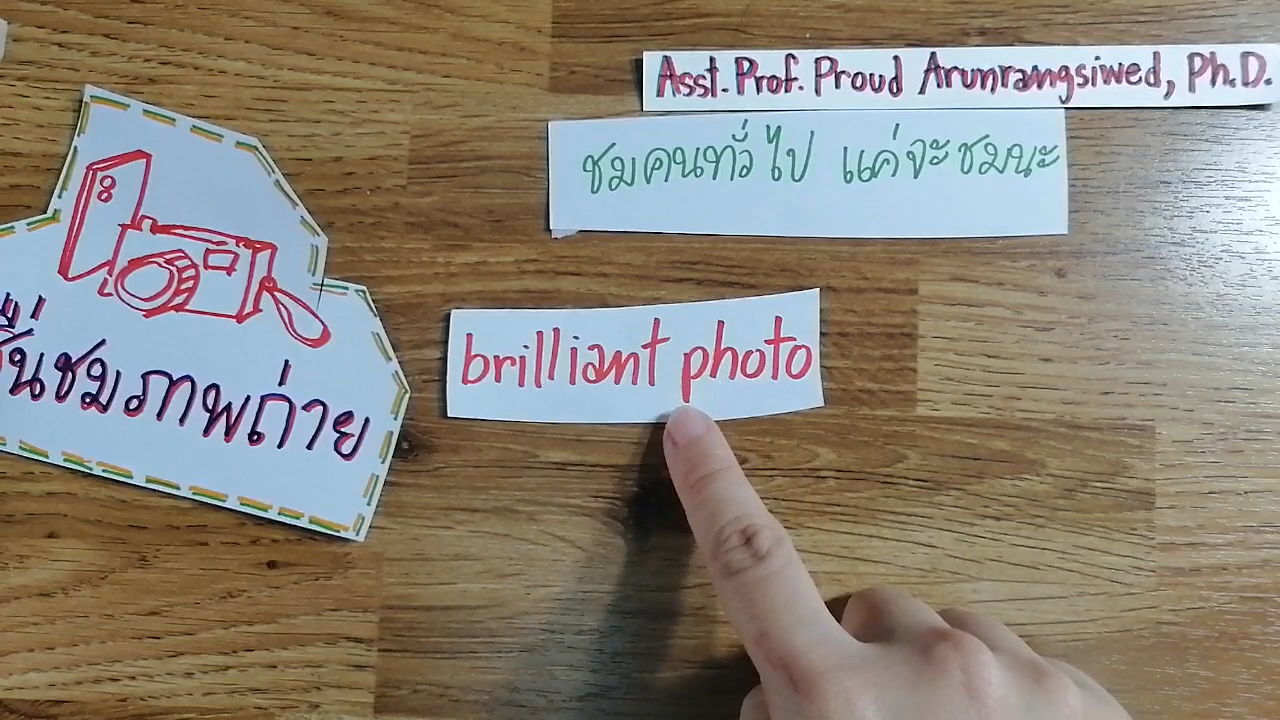 Asst. Prof. Proud Arunrangsiwed, Ph.D.
ชมคนทั่วไป แค่จะชมนะ
brilliant photo
ชื่นชมภาพถ่าย